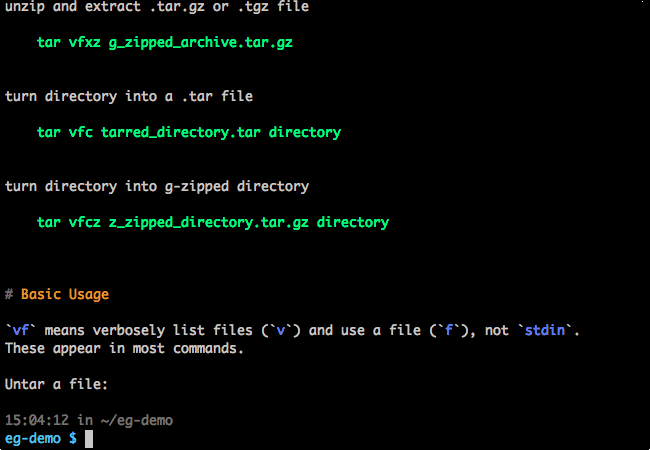 unzip and extract .tar.gz or .tgz file
tar vfxz g_zipped_archive.tar.gz
turn directory into a .tar file
tar vfc tarred_directory.tar directory
turn directory into g-zipped directory
tar vfcz z_zipped_directory.tar.gz directory
# Basic Usage
`vf` means verbosely list files (`v`) and use a file (`f`), not `stdin`.
These appear in most commands.
Untar a file:
15:04:12 in ~/eg-demo
eg-demo $